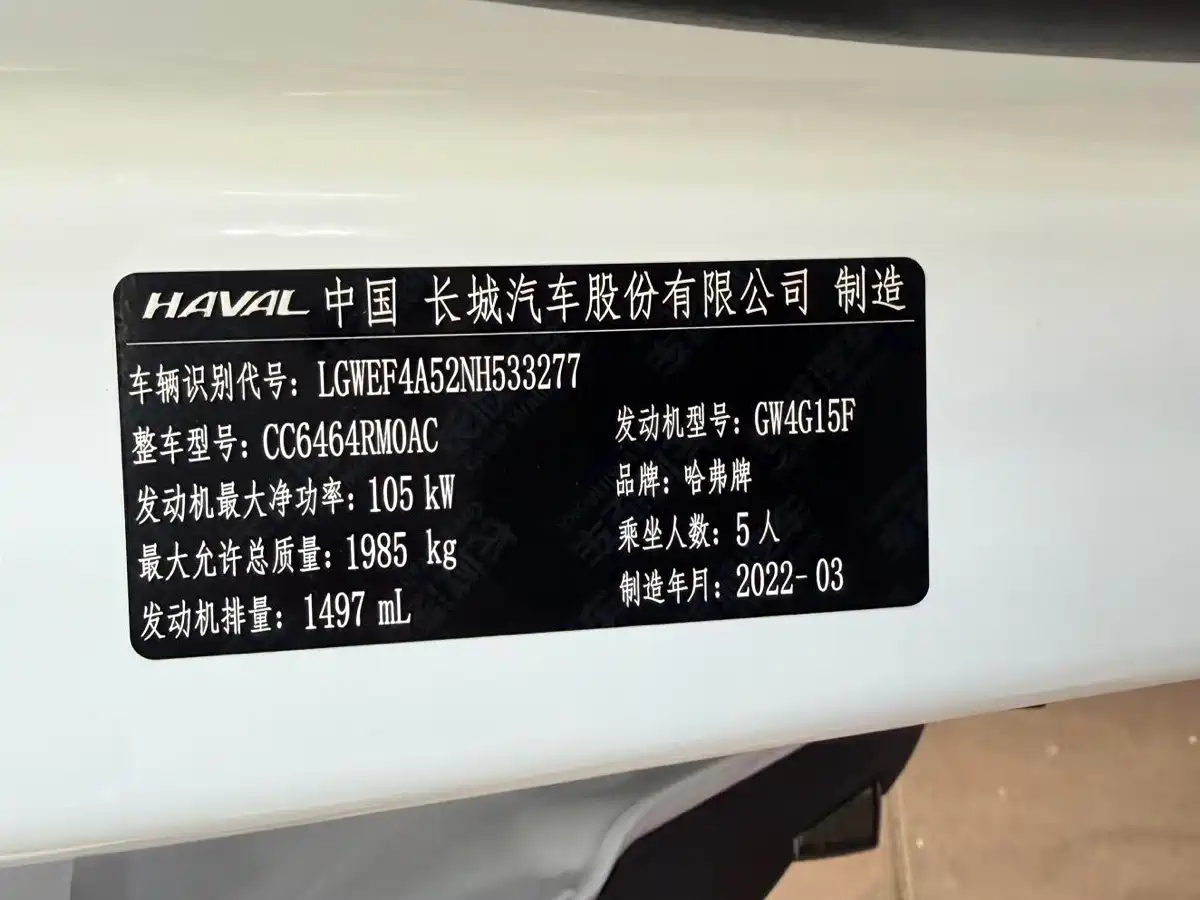 HAVAL 中国 长城汽车股份有限公司 制造
车辆识别代号: LGWEF4A52NH533277
整车型号: CC6464RM0AC
发动机型号: GW4G15F
发动机最大净功率: 105 kW
品牌: 哈弗牌
最大允许总质量: 1985 kg
乘坐人数: 5 人
发动机排量: 1497 mL
制造年月: 2022-03